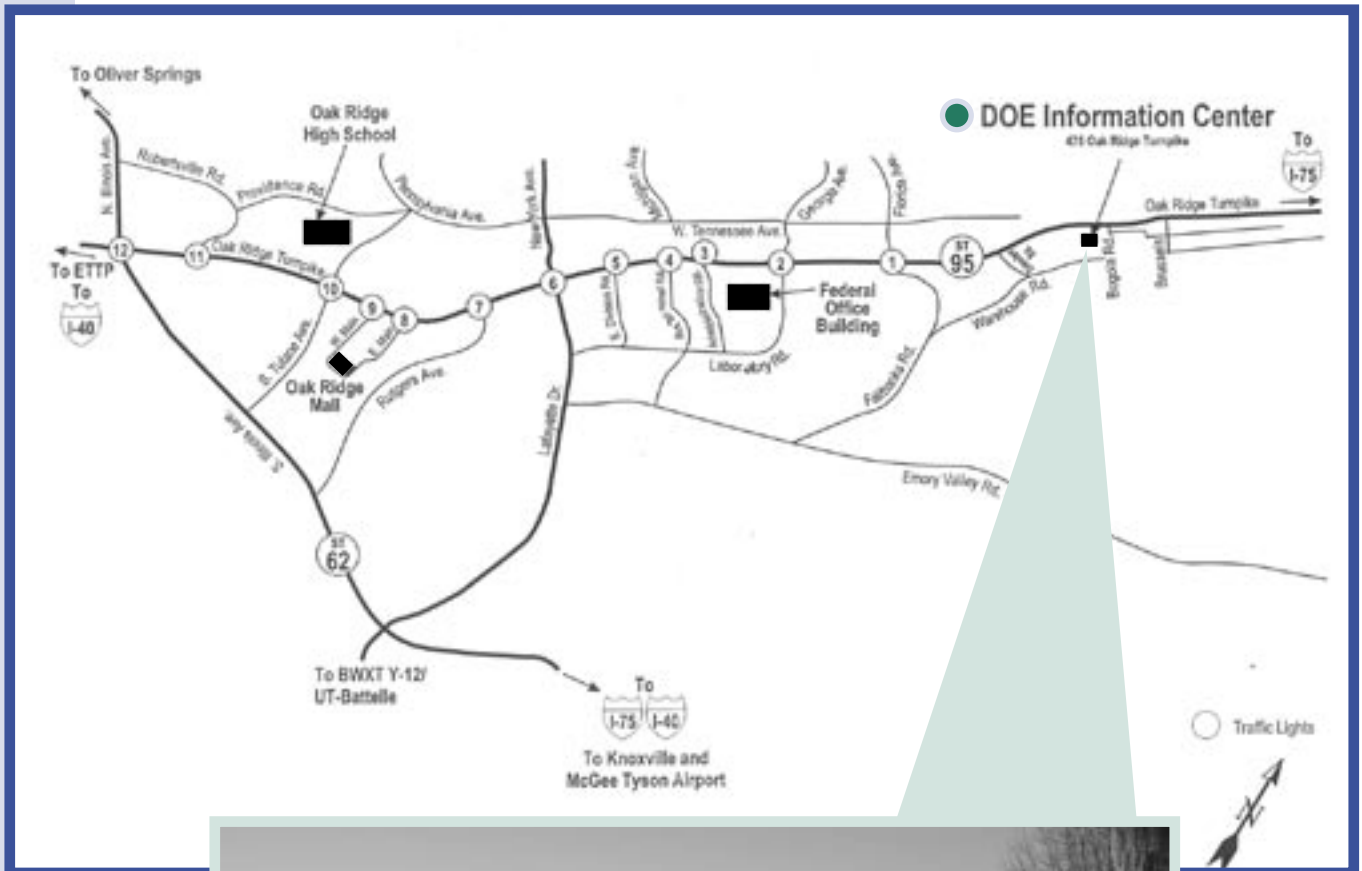 To Oliver Springs
Oak Ridge
High School
DOE Information Center
475 Oak Ridge Turnpike
To
I-75
N. Illinois Ave.
Robertsville Rd.
Providence Rd.
Pennsylvania Ave.
New York Ave.
Michigan Ave
Georgia Ave.
Florida Ave.
Oak Ridge Turnpike
W. Tennessee Ave.
12
11
Oak Ridge Turnpike
10
9
8
7
6
5
4
3
2
1
ST
95
To ETTP
To
I-40
W. Main
E. Main
S. Tulane Ave.
Oak Ridge
Mall
Rutgers Ave.
Federal
Office
Building
Laboratory Rd.
Warehouse Rd.
Fairbanks Rd.
Lafayette Dr
S. Illinois Ave.
Emory Valley Rd.
ST
62
To BWXT Y-12/
UT-Battelle
To
I-75 I-40
To Knoxville and
McGee Tyson Airport
Traffic Lights
N